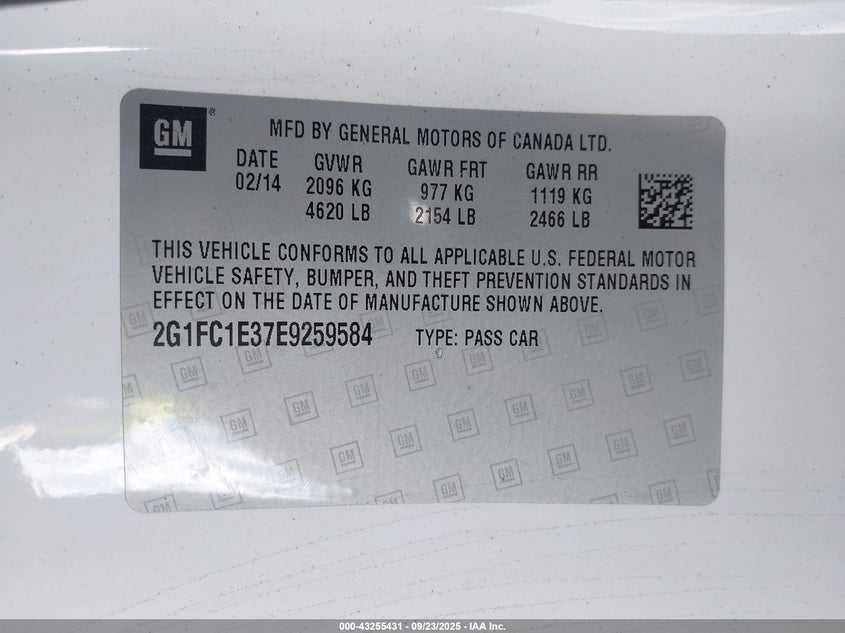 GM ® MFD BY GENERAL MOTORS OF CANADA LTD.
DATE GVWR GAWR FRT GAWR RR
02/14 2096 KG 977 KG 1119 KG
4620 LB 2154 LB 2466 LB
THIS VEHICLE CONFORMS TO ALL APPLICABLE U.S. FEDERAL MOTOR
VEHICLE SAFETY, BUMPER, AND THEFT PREVENTION STANDARDS IN
EFFECT ON THE DATE OF MANUFACTURE SHOWN ABOVE.
2G1FC1E37E9259584 TYPE: PASS CAR
000-43255431 - 09/23/2025 - IAA Inc.